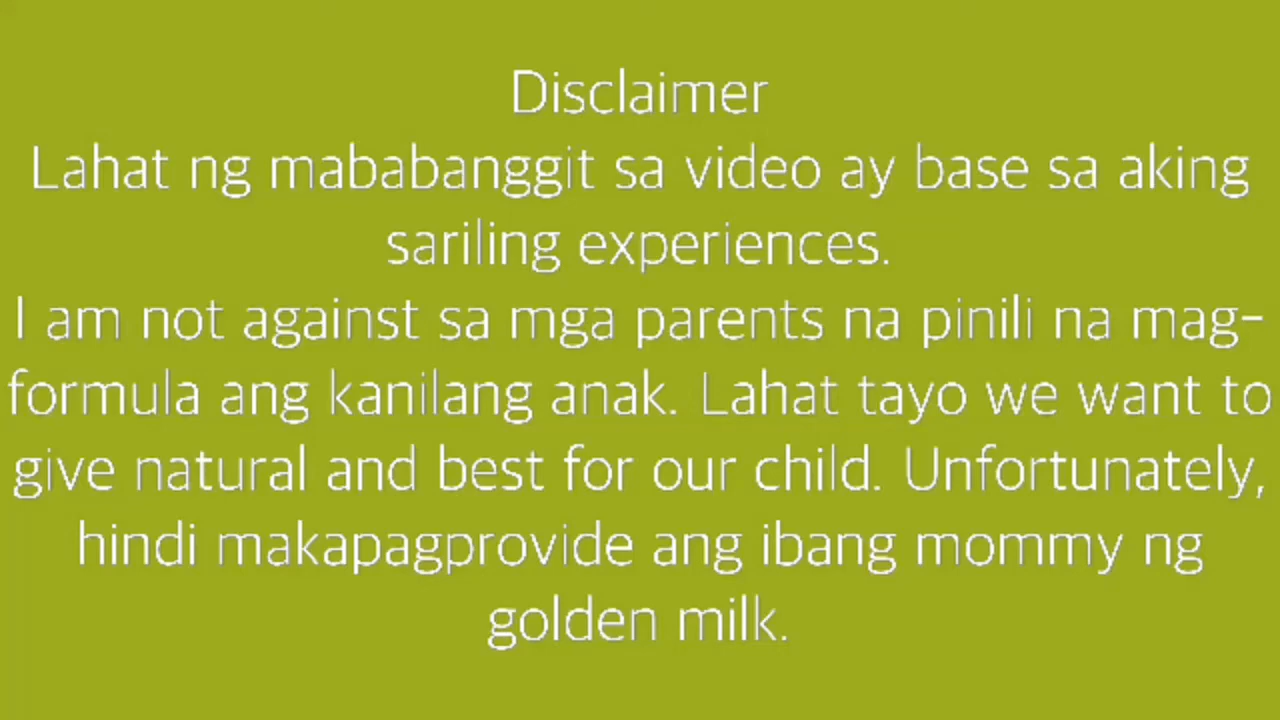 Disclaimer
Lahat ng mababanggit sa video ay base sa aking
sariling experiences.
I am not against sa mga parents na pinili na mag-
formula ang kanilang anak. Lahat tayo we want to
give natural and best for our child. Unfortunately,
hindi makapagprovide ang ibang mommy ng
golden milk.